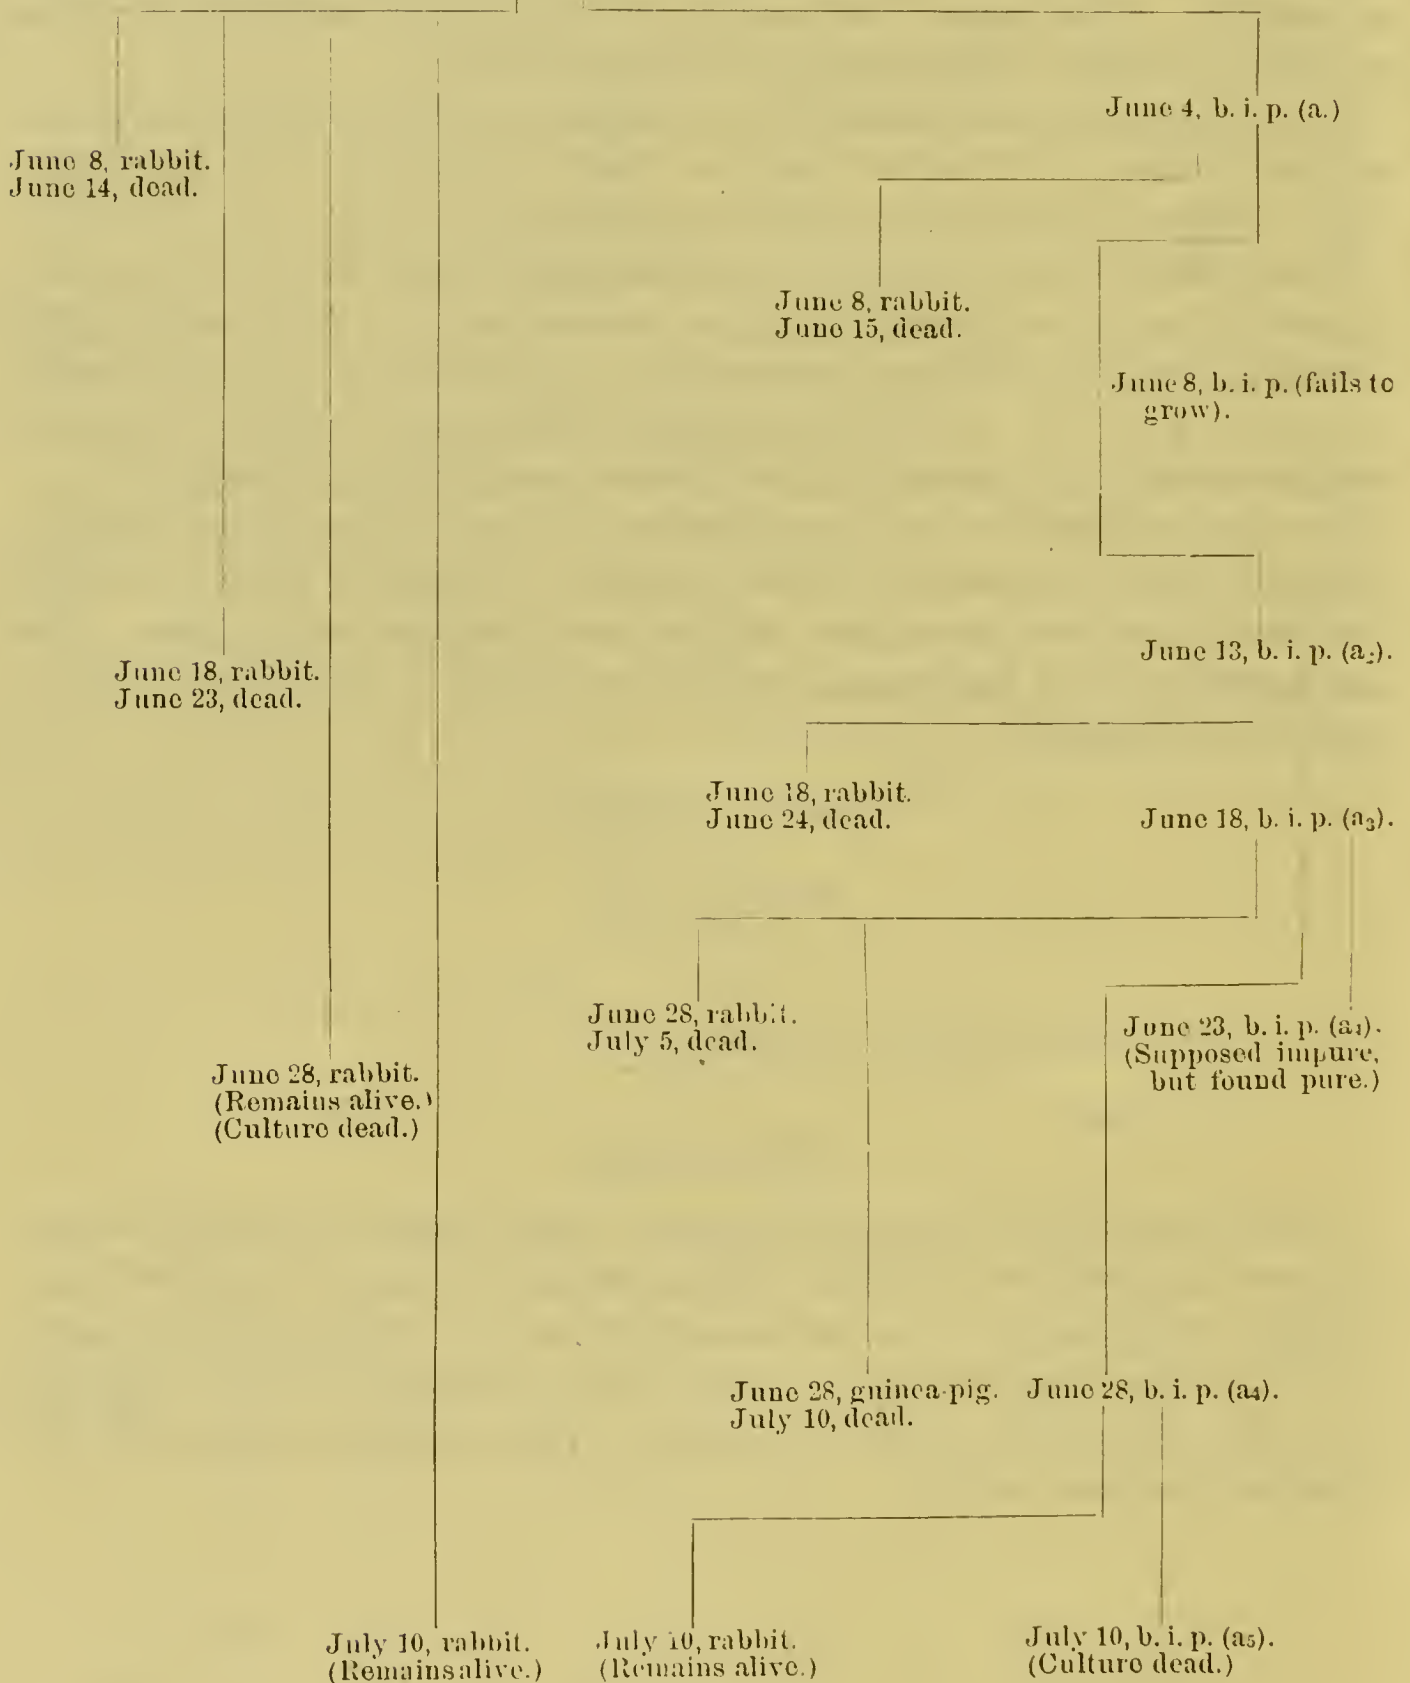 June 4, b. i. p. (a.)
June 8, rabbit.
June 14, dead.
June 8, rabbit.
June 15, dead.
June 8, b. i. p. (fails to
grow).
June 13, b. i. p. (a₂).
June 18, rabbit.
June 23, dead.
June 18, rabbit.
June 24, dead.
June 18, b. i. p. (a₃).
June 28, rabbit.
July 5, dead.
June 23, b. i. p. (a₄).
(Supposed impure,
but found pure.)
June 28, rabbit.
(Remains alive.)
(Culture dead.)
June 28, guinea-pig.
July 10, dead.
June 28, b. i. p. (a₄).
July 10, rabbit.
(Remains alive.)
July 10, rabbit.
(Remains alive.)
July 10, b. i. p. (a₅).
(Culture dead.)